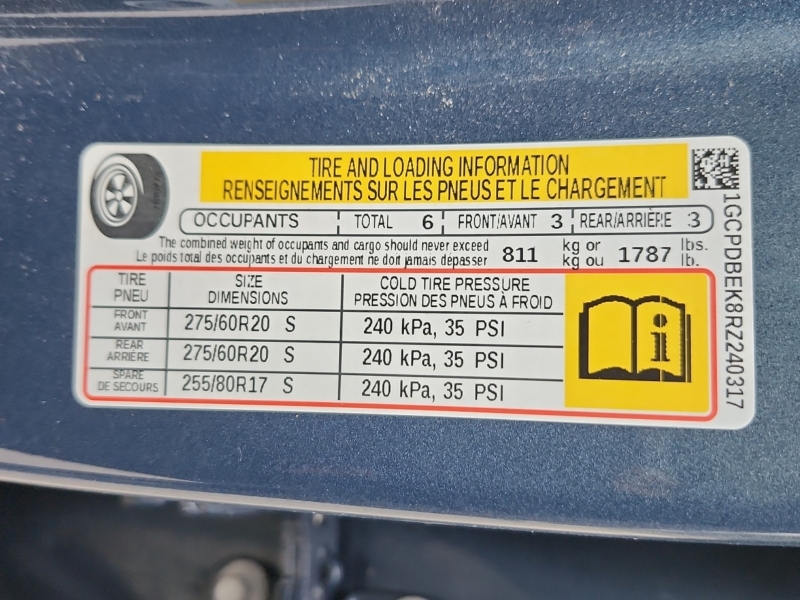 TIRE AND LOADING INFORMATION
RENSEIGNEMENTS SUR LES PNEUS ET LE CHARGEMENT
OCCUPANTS TOTAL 6 FRONT/AVANT 3 REAR/ARRIÈRE 3
The combined weight of occupants and cargo should never exceed 811 kg or 1787 lbs.
Le poids total des occupants et du chargement ne doit jamais dépasser kg ou lb.
TIRE SIZE COLD TIRE PRESSURE
PNEU DIMENSIONS PRESSION DES PNEUS À FROID
FRONT
AVANT 275/60R20 S 240 kPa, 35 PSI
REAR
ARRIÈRE 275/60R20 S 240 kPa, 35 PSI
SPARE
DE SECOURS 255/80R17 S 240 kPa, 35 PSI
1GCPDBEK8RZ240317